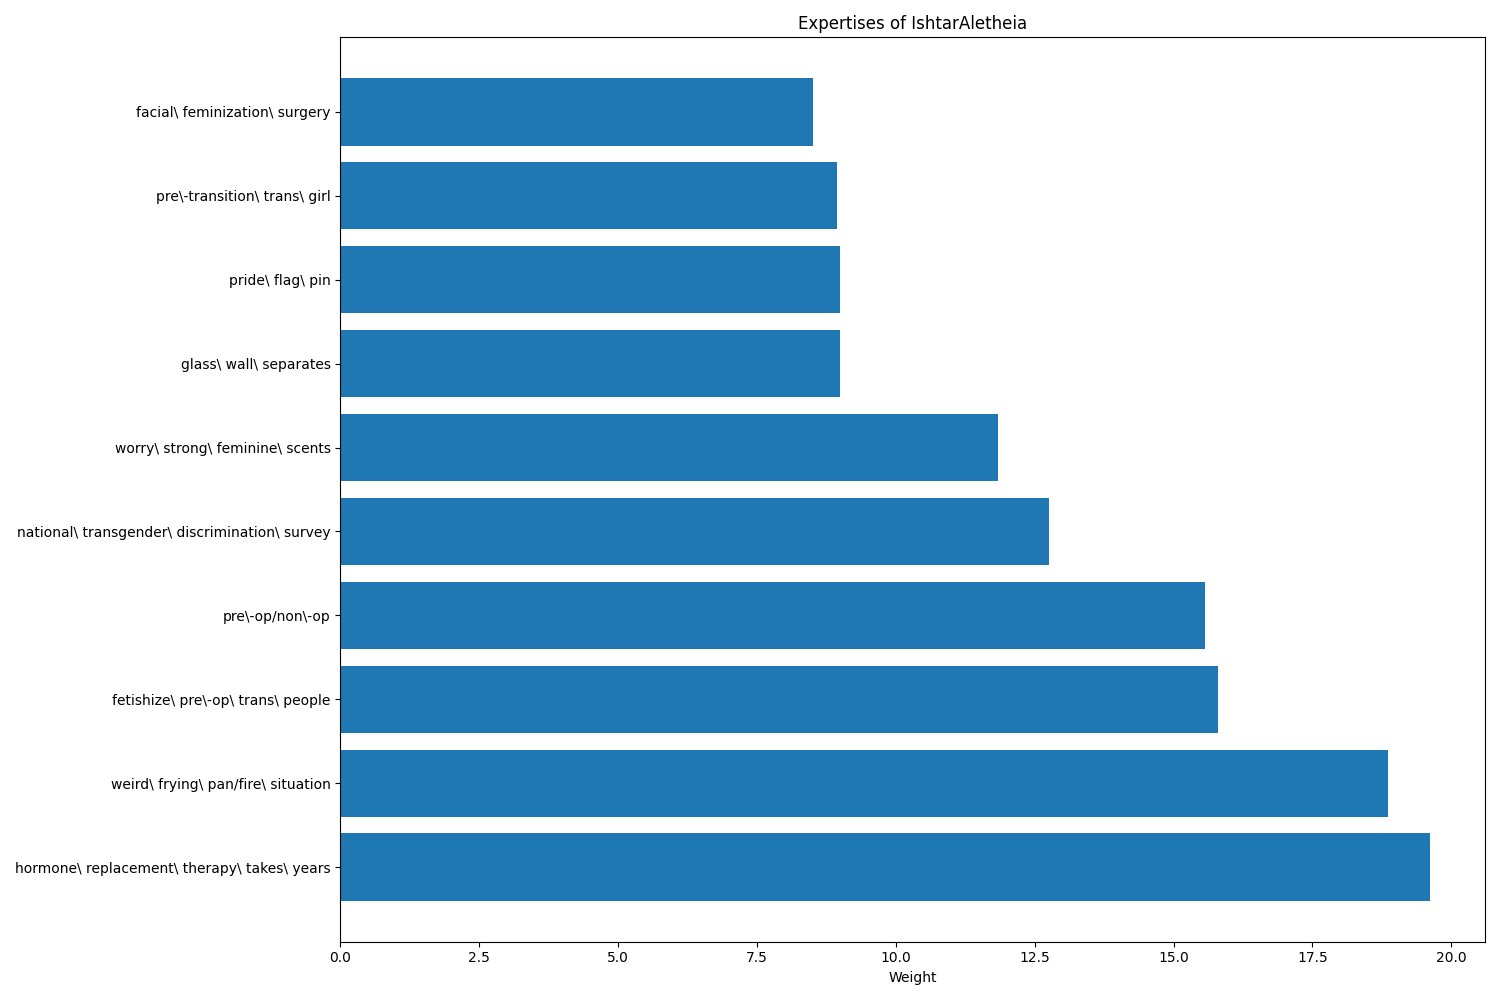 Expertises of IshtarAletheia
facial\ feminization\ surgery
pre\-transition\ trans\ girl
pride\ flag\ pin
glass\ wall\ separates
worry\ strong\ feminine\ scents
national\ transgender\ discrimination\ survey
pre\-op/non\-op
fetishize\ pre\-op\ trans\ people
weird\ frying\ pan/fire\ situation
hormone\ replacement\ therapy\ takes\ years
0.0 2.5 5.0 7.5 10.0 12.5 15.0 17.5 20.0
Weight